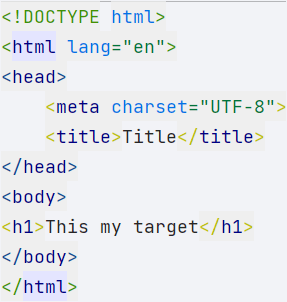 <!DOCTYPE html>
<html lang="en">
<head>
    <meta charset="UTF-8">
    <title>Title</title>
</head>
<body>
<h1>This my target</h1>
</body>
</html>